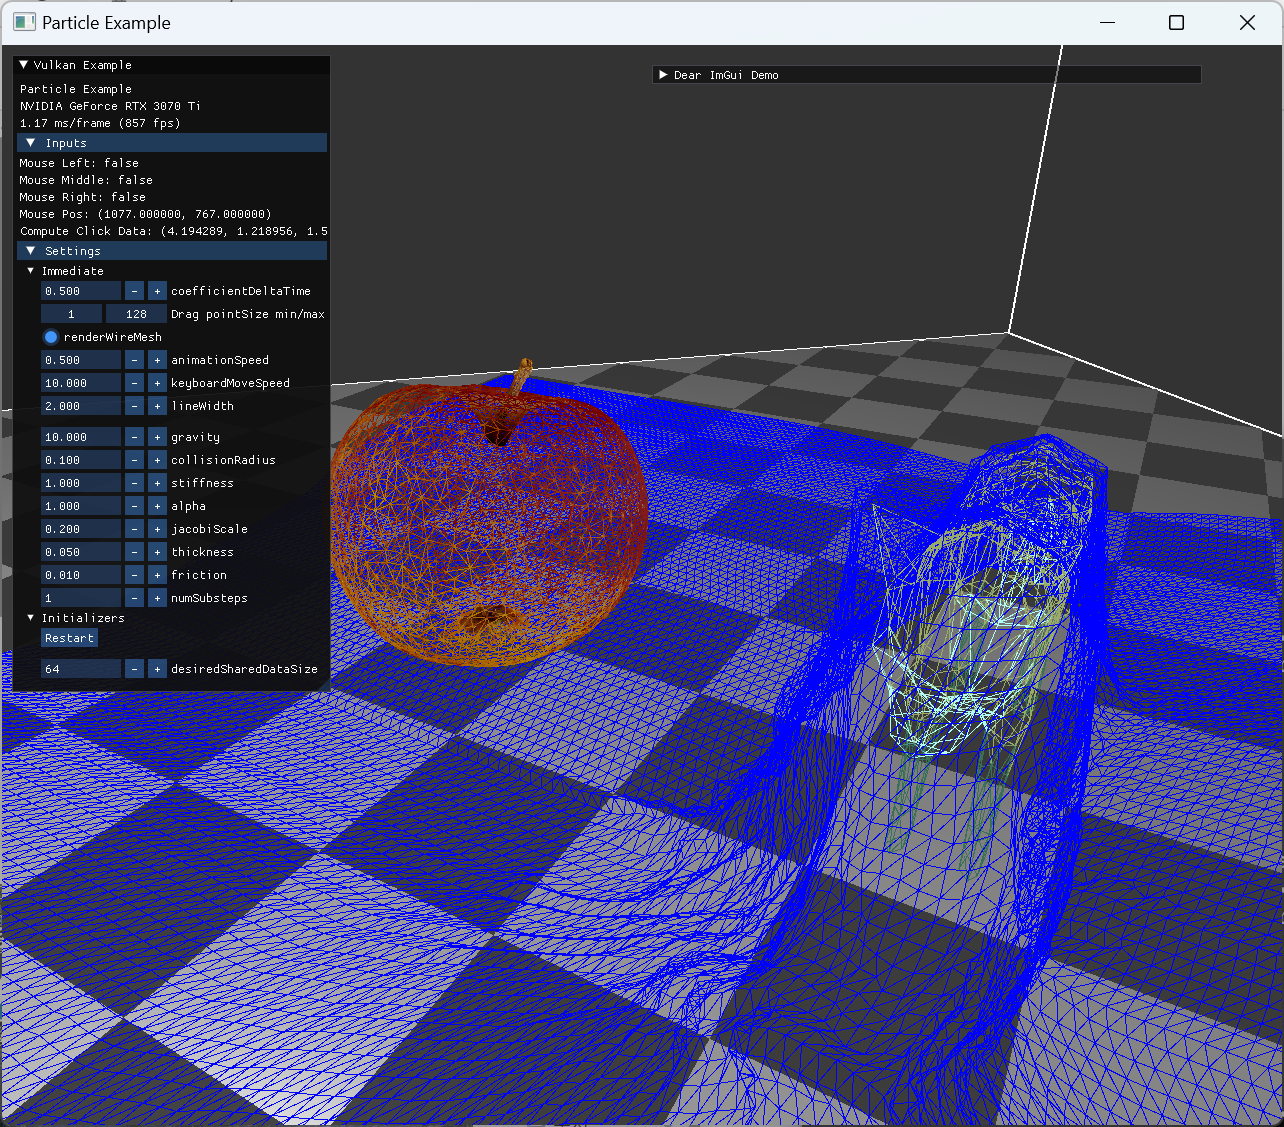 Particle Example
Vulkan Example
Particle Example
NVIDIA GeForce RTX 3070 Ti
1.17 ms/frame (857 fps)
Inputs
Mouse Left: false
Mouse Middle: false
Mouse Right: false
Mouse Pos: (1077.000000, 767.000000)
Compute Click Data: (4.194289, 1.218956, 1.5
Settings
Immediate
0.500 - + coefficientDeltaTime
1 128 Drag pointSize min/max
renderWireMesh
0.500 - + animationSpeed
10.000 - + keyboardMoveSpeed
2.000 - + lineWidth
10.000 - + gravity
0.100 - + collisionRadius
1.000 - + stiffness
1.000 - + alpha
0.200 - + jacobiScale
0.050 - + thickness
0.010 - + friction
1 - + numSubsteps
Initializers
Restart
64 - + desiredSharedDataSize
Dear ImGui Demo